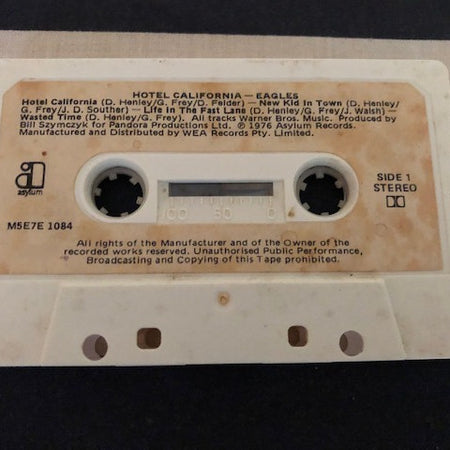 HOTEL CALIFORNIA — EAGLES
Hotel California (D. Henley/G. Frey/D. Felder) — New Kid In Town (D. Henley/
G. Frey/J. D. Souther) — Life In The Fast Lane (D. Henley/G. Frey/J. Walsh) —
Wasted Time (D. Henley/G. Frey). All tracks Warner Bros. Music. Produced by
Bill Szymczyk for Pandora Productions Ltd. ℗ 1976 Asylum Records.
Manufactured and Distributed by WEA Records Pty. Limited.
asylum
SIDE 1
STEREO
M5E7E 1084
100 50 0
All rights of the Manufacturer and of the Owner of the
recorded works reserved. Unauthorised Public Performance,
Broadcasting and Copying of this Tape prohibited.